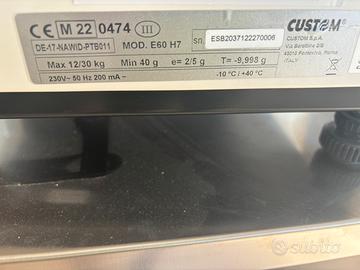 CE M 22 0474 III
DE-17-NAWID-PTB011 MOD. E60 H7
sn ESB2037122270006
Max 12/30 kg Min 40 g e= 2/5 g T= -9,998 g
230V~ 50 Hz 200 mA -10 °C / +40 °C
CUSTOM®
CUSTOM S.p.A.
Via Berettine 2/B
43010 Fontevivo, Parma
ITALY
subito